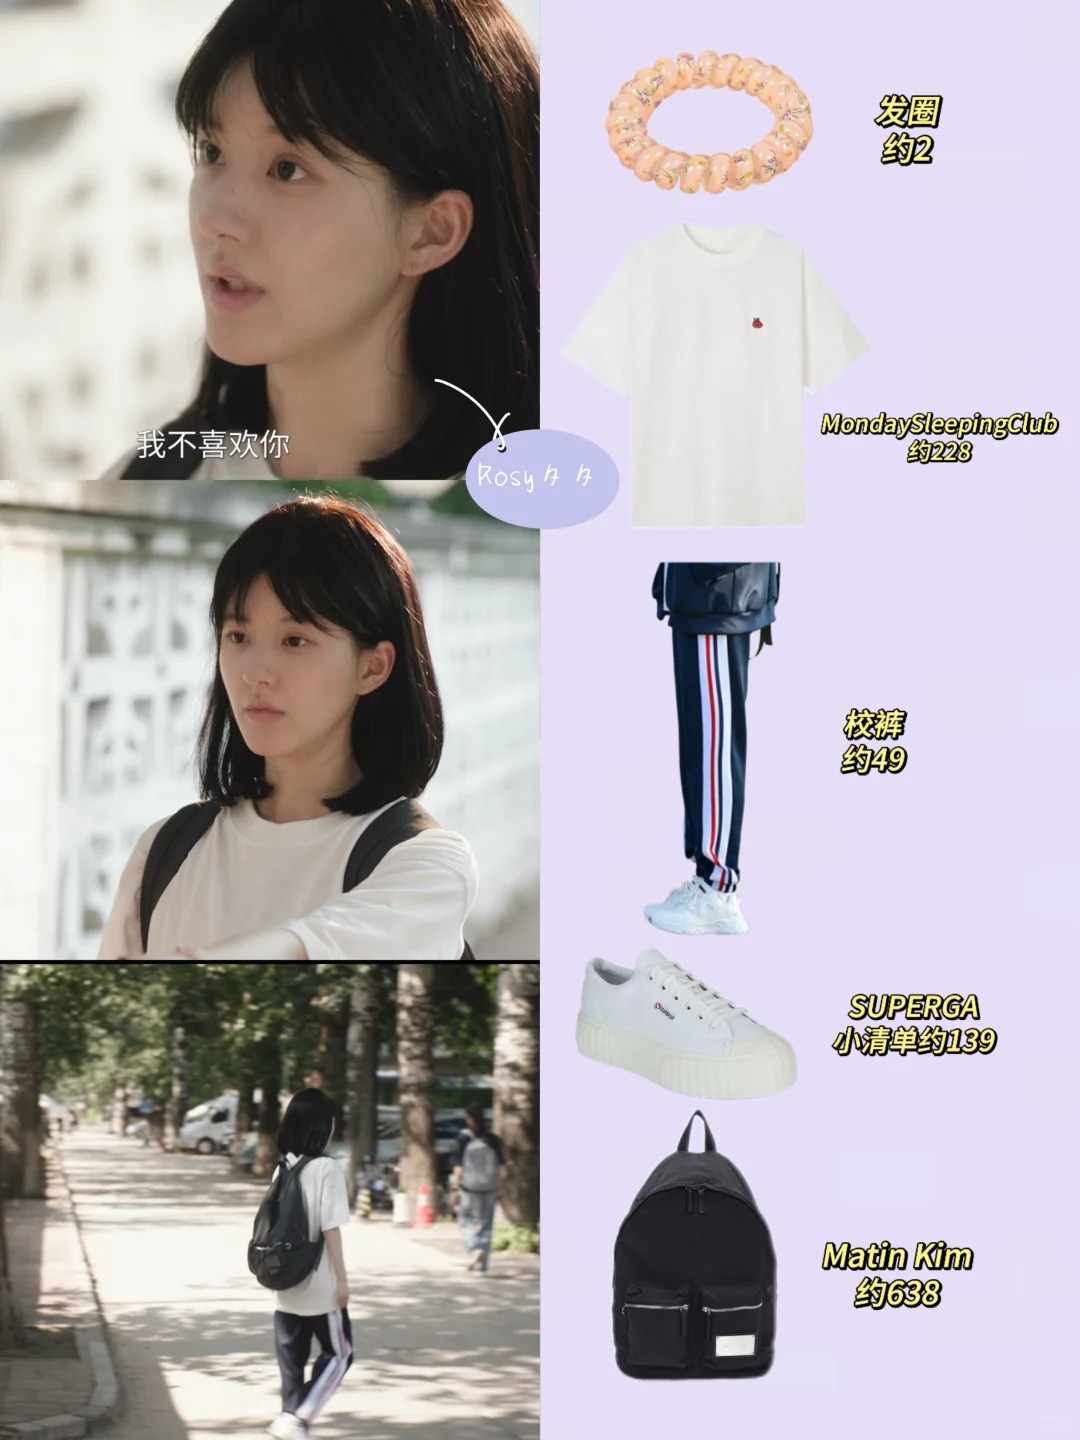 发圈
约2
MondaySleepingClub
约228
我不喜欢你
Rosy夕夕
校裤
约49
SUPERGA
小清单约139
Matin Kim
约638